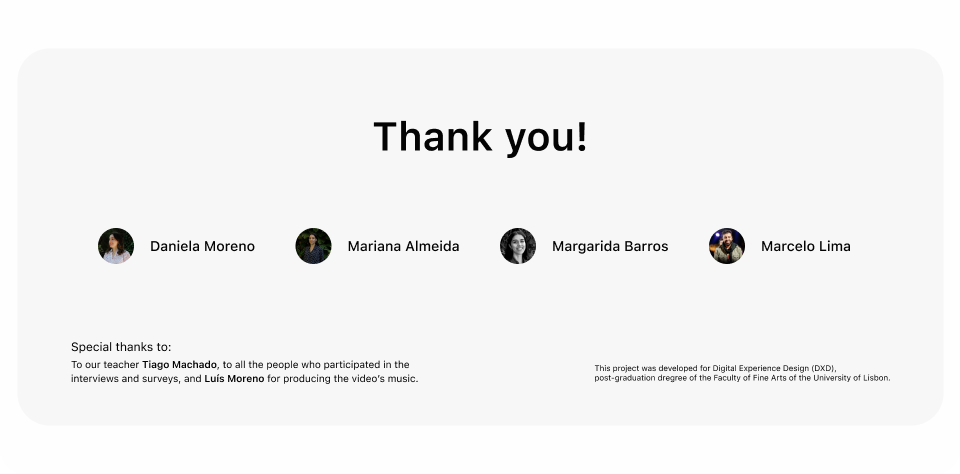 Thank you!
Daniela Moreno
Mariana Almeida
Margarida Barros
Marcelo Lima
Special thanks to:
To our teacher Tiago Machado, to all the people who participated in the
interviews and surveys, and Luís Moreno for producing the video's music.
This project was developed for Digital Experience Design (DXD),
post-graduation dregree of the Faculty of Fine Arts of the University of Lisbon.